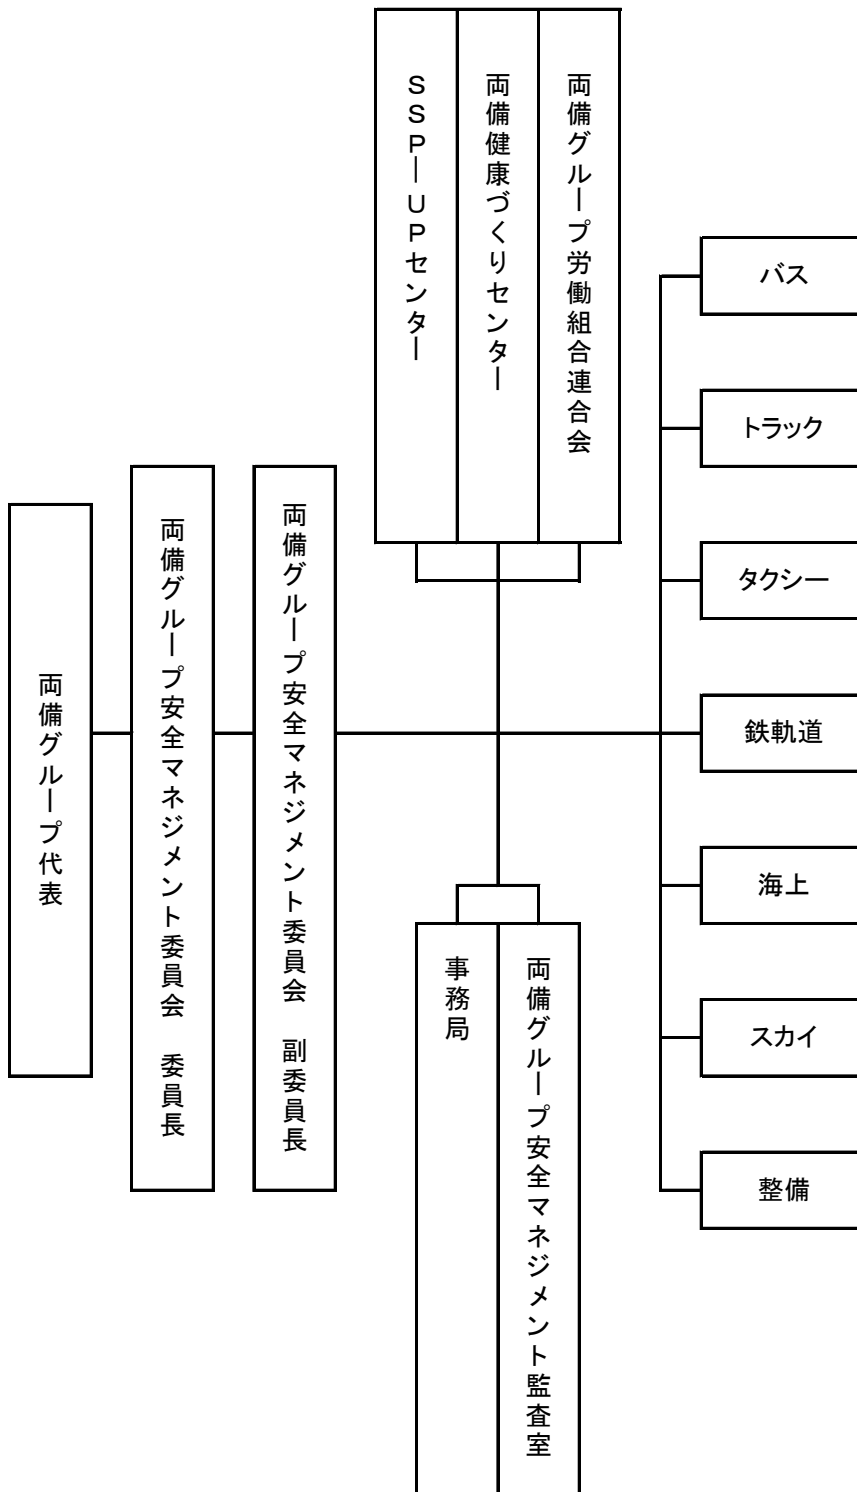 両備グループ代表
両備グループ安全マネジメント委員会　委員長
両備グループ安全マネジメント委員会　副委員長
ＳＳＰ－ＵＰセンター
両備健康づくりセンター
両備グループ労働組合連合会
事務局
両備グループ安全マネジメント監査室
バス
トラック
タクシー
鉄軌道
海上
スカイ
整備